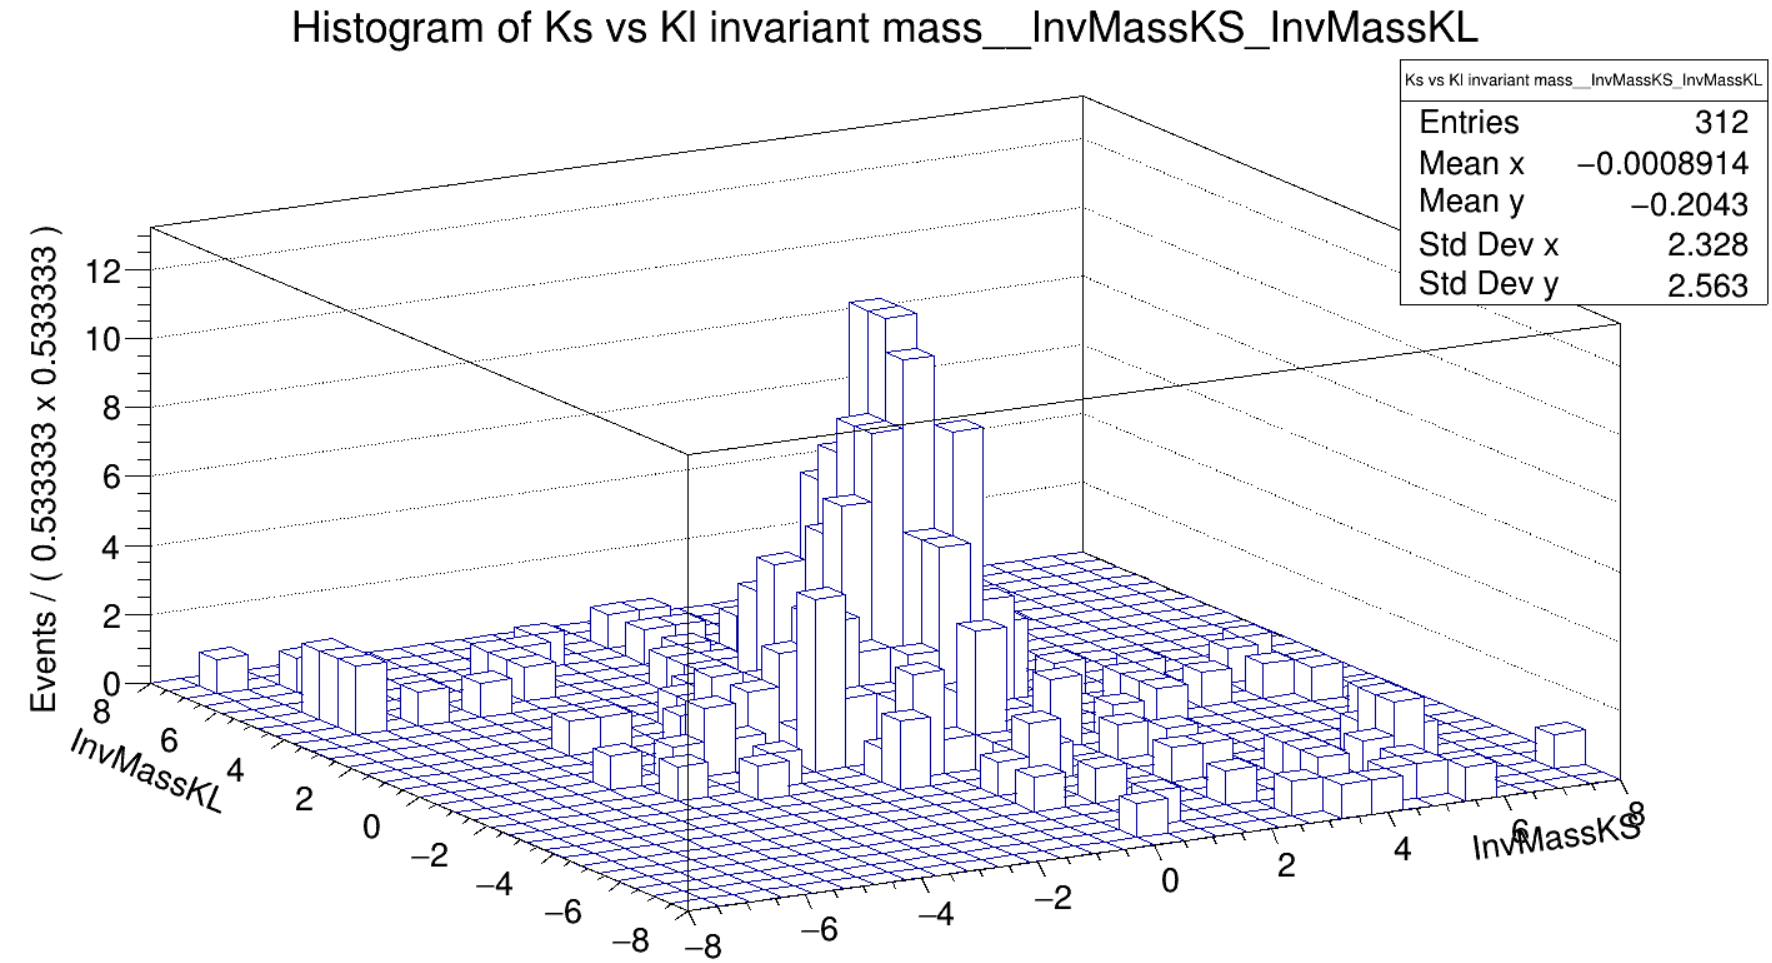 Histogram of Ks vs Kl invariant mass__InvMassKS_InvMassKL
Ks vs Kl invariant mass__InvMassKS_InvMassKL
Entries 312
Mean x −0.0008914
Mean y −0.2043
Std Dev x 2.328
Std Dev y 2.563
Events / ( 0.533333 x 0.533333 )
12
10
8
6
4
2
0
8
6
4
2
0
−2
−4
−6
−8
InvMassKL
−8
−6
−4
−2
0
2
4
6
8
InvMassKS